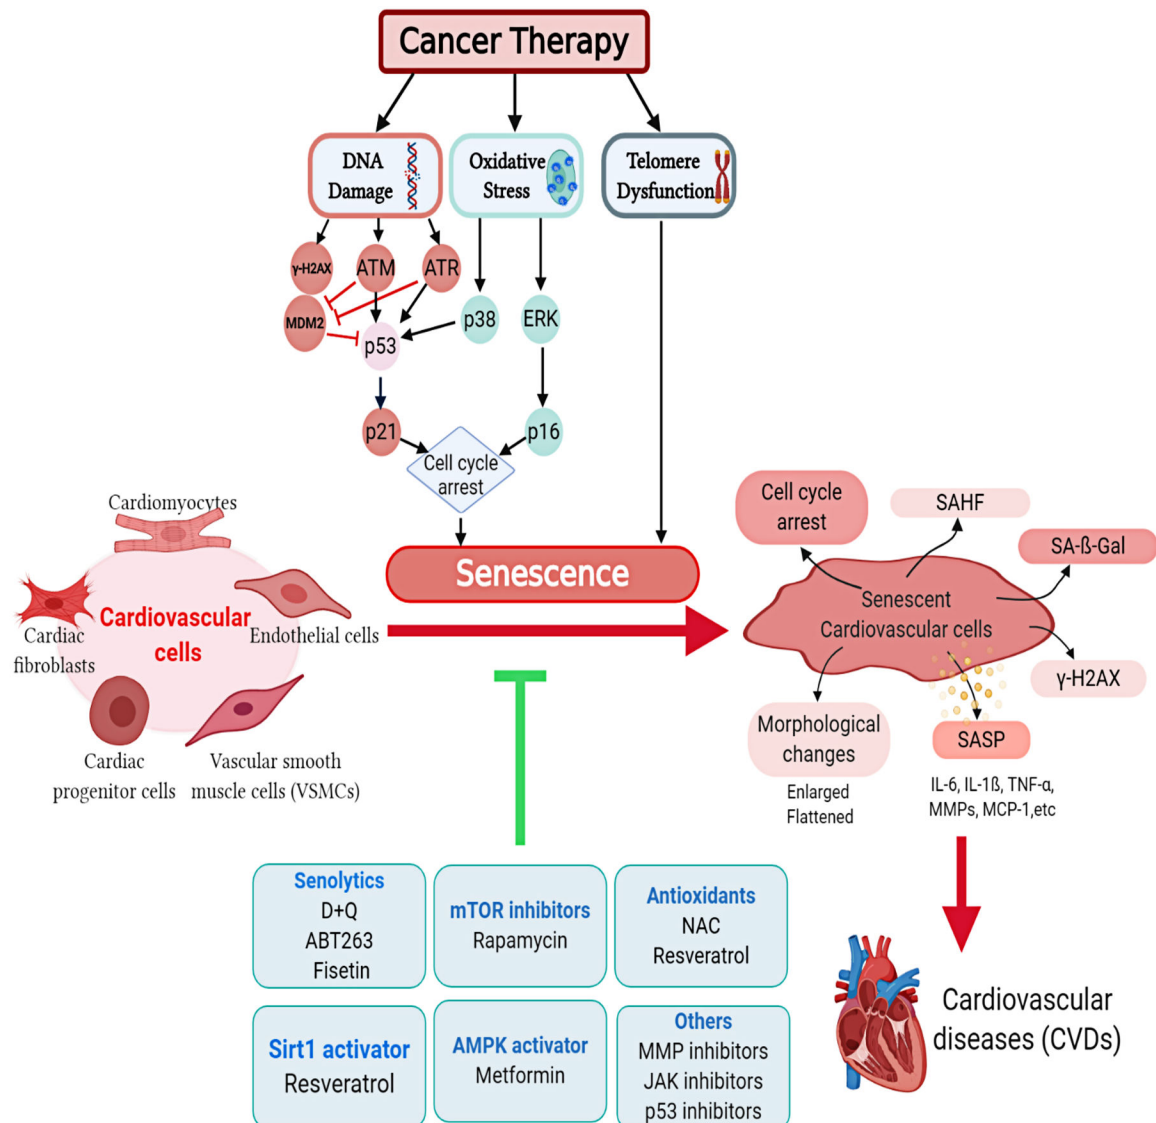 Cancer Therapy
DNA
Damage
Oxidative
Stress
Telomere
Dysfunction
γ-H2AX
ATM
ATR
MDM2
p53
p38
ERK
p21
p16
Cell cycle
arrest
Senescence
Cardiomyocytes
Cardiovascular
cells
Cardiac
fibroblasts
Endothelial cells
Cardiac
progenitor cells
Vascular smooth
muscle cells (VSMCs)
Cell cycle
arrest
SAHF
SA-ß-Gal
Senescent
Cardiovascular cells
γ-H2AX
Morphological
changes
Enlarged
Flattened
SASP
IL-6, IL-1ß, TNF-α,
MMPs, MCP-1,etc
Senolytics
D+Q
ABT263
Fisetin
mTOR inhibitors
Rapamycin
Antioxidants
NAC
Resveratrol
Sirt1 activator
Resveratrol
AMPK activator
Metformin
Others
MMP inhibitors
JAK inhibitors
p53 inhibitors
Cardiovascular
diseases (CVDs)